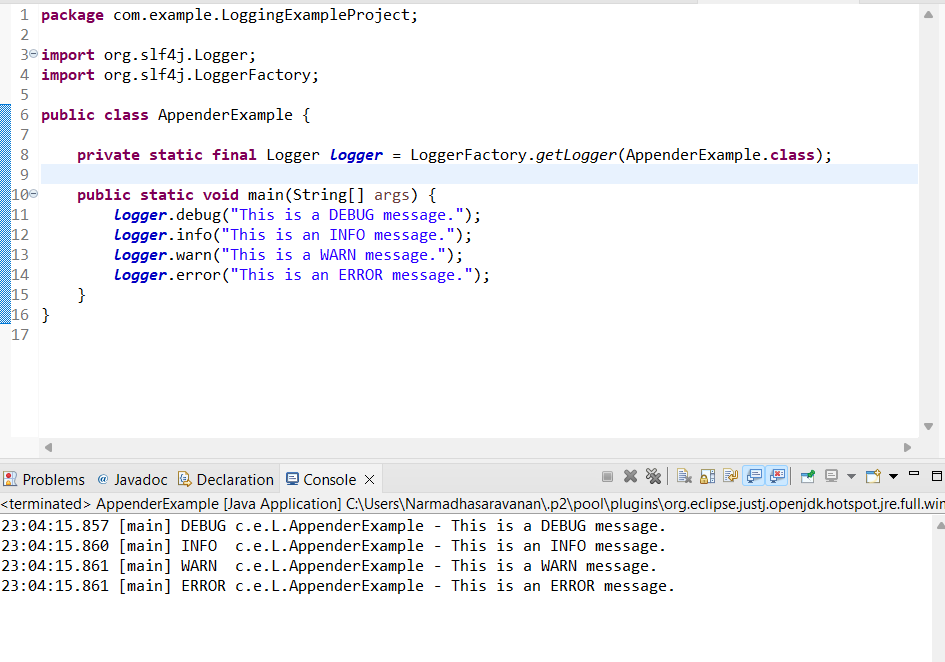 1 package com.example.LoggingExampleProject;
2
3 import org.slf4j.Logger;
4 import org.slf4j.LoggerFactory;
5
6 public class AppenderExample {
7
8     private static final Logger logger = LoggerFactory.getLogger(AppenderExample.class);
9
10     public static void main(String[] args) {
11         logger.debug("This is a DEBUG message.");
12         logger.info("This is an INFO message.");
13         logger.warn("This is a WARN message.");
14         logger.error("This is an ERROR message.");
15     }
16 }
17
Problems @ Javadoc Declaration Console
<terminated> AppenderExample [Java Application] C:\Users\Narmadhasaravanan\.p2\pool\plugins\org.eclipse.justj.openjdk.hotspot.jre.full.win
23:04:15.857 [main] DEBUG c.e.L.AppenderExample - This is a DEBUG message.
23:04:15.860 [main] INFO  c.e.L.AppenderExample - This is an INFO message.
23:04:15.861 [main] WARN  c.e.L.AppenderExample - This is a WARN message.
23:04:15.861 [main] ERROR c.e.L.AppenderExample - This is an ERROR message.